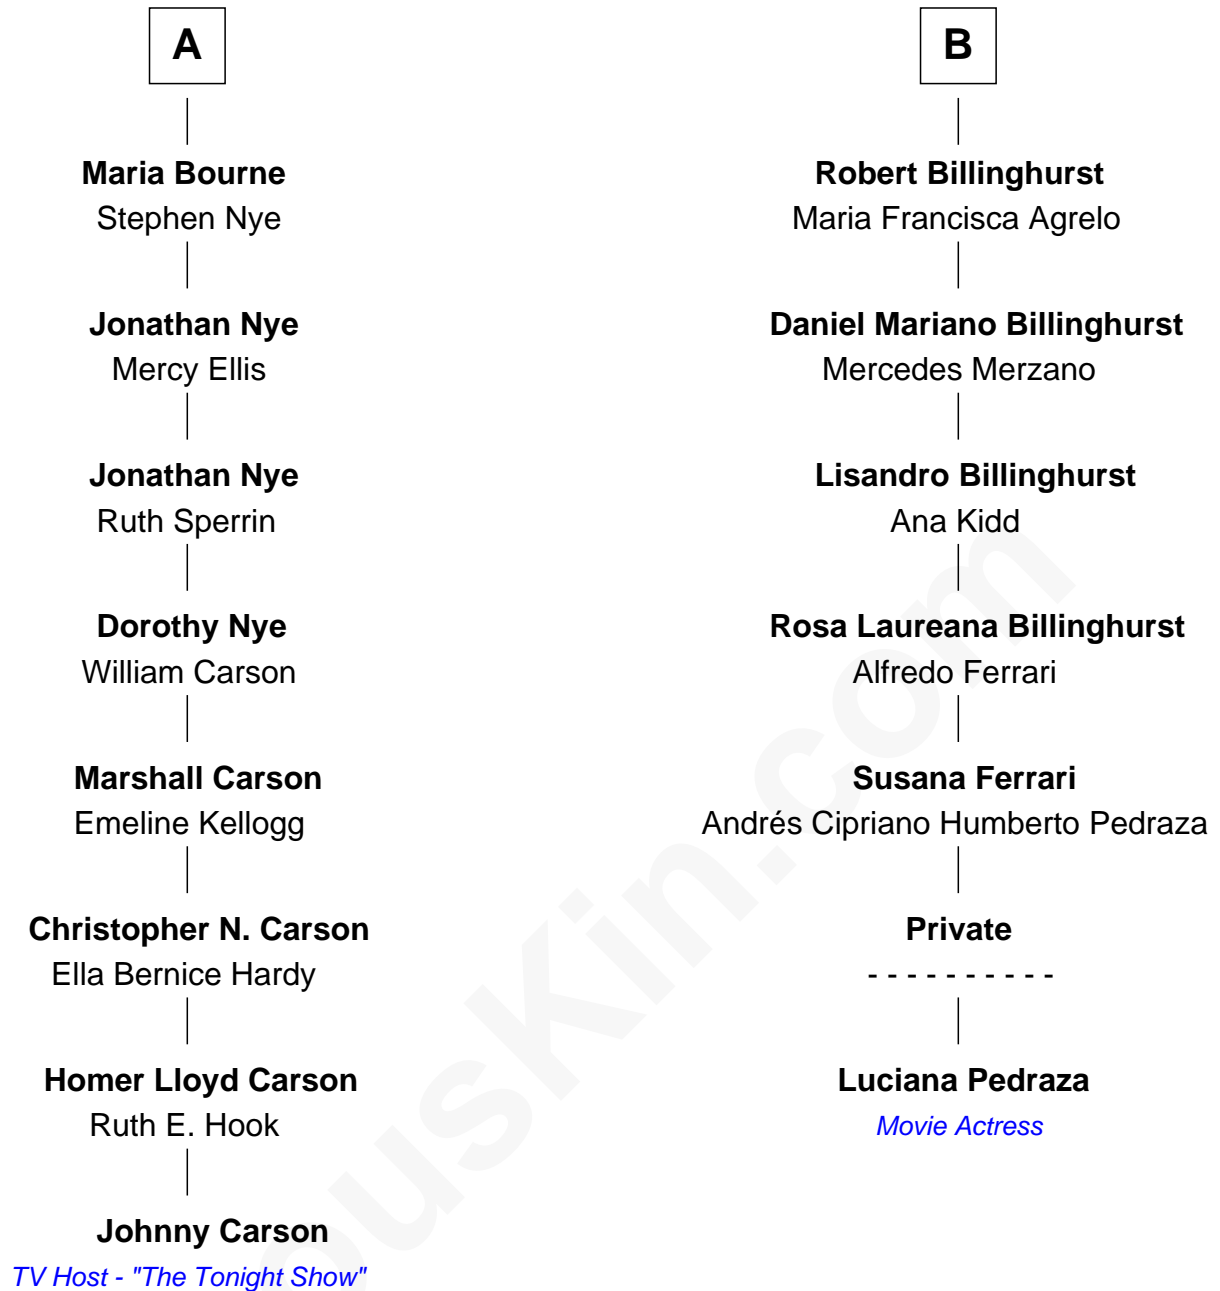 A
Maria Bourne
Stephen Nye
Jonathan Nye
Mercy Ellis
Jonathan Nye
Ruth Sperrin
Dorothy Nye
William Carson
Marshall Carson
Emeline Kellogg
Christopher N. Carson
Ella Bernice Hardy
Homer Lloyd Carson
Ruth E. Hook
Johnny Carson
TV Host - "The Tonight Show"
B
Robert Billinghurst
Maria Francisca Agrelo
Daniel Mariano Billinghurst
Mercedes Merzano
Lisandro Billinghurst
Ana Kidd
Rosa Laureana Billinghurst
Alfredo Ferrari
Susana Ferrari
Andrés Cipriano Humberto Pedraza
Private
- - - - - - - - - -
Luciana Pedraza
Movie Actress
ousKin.com